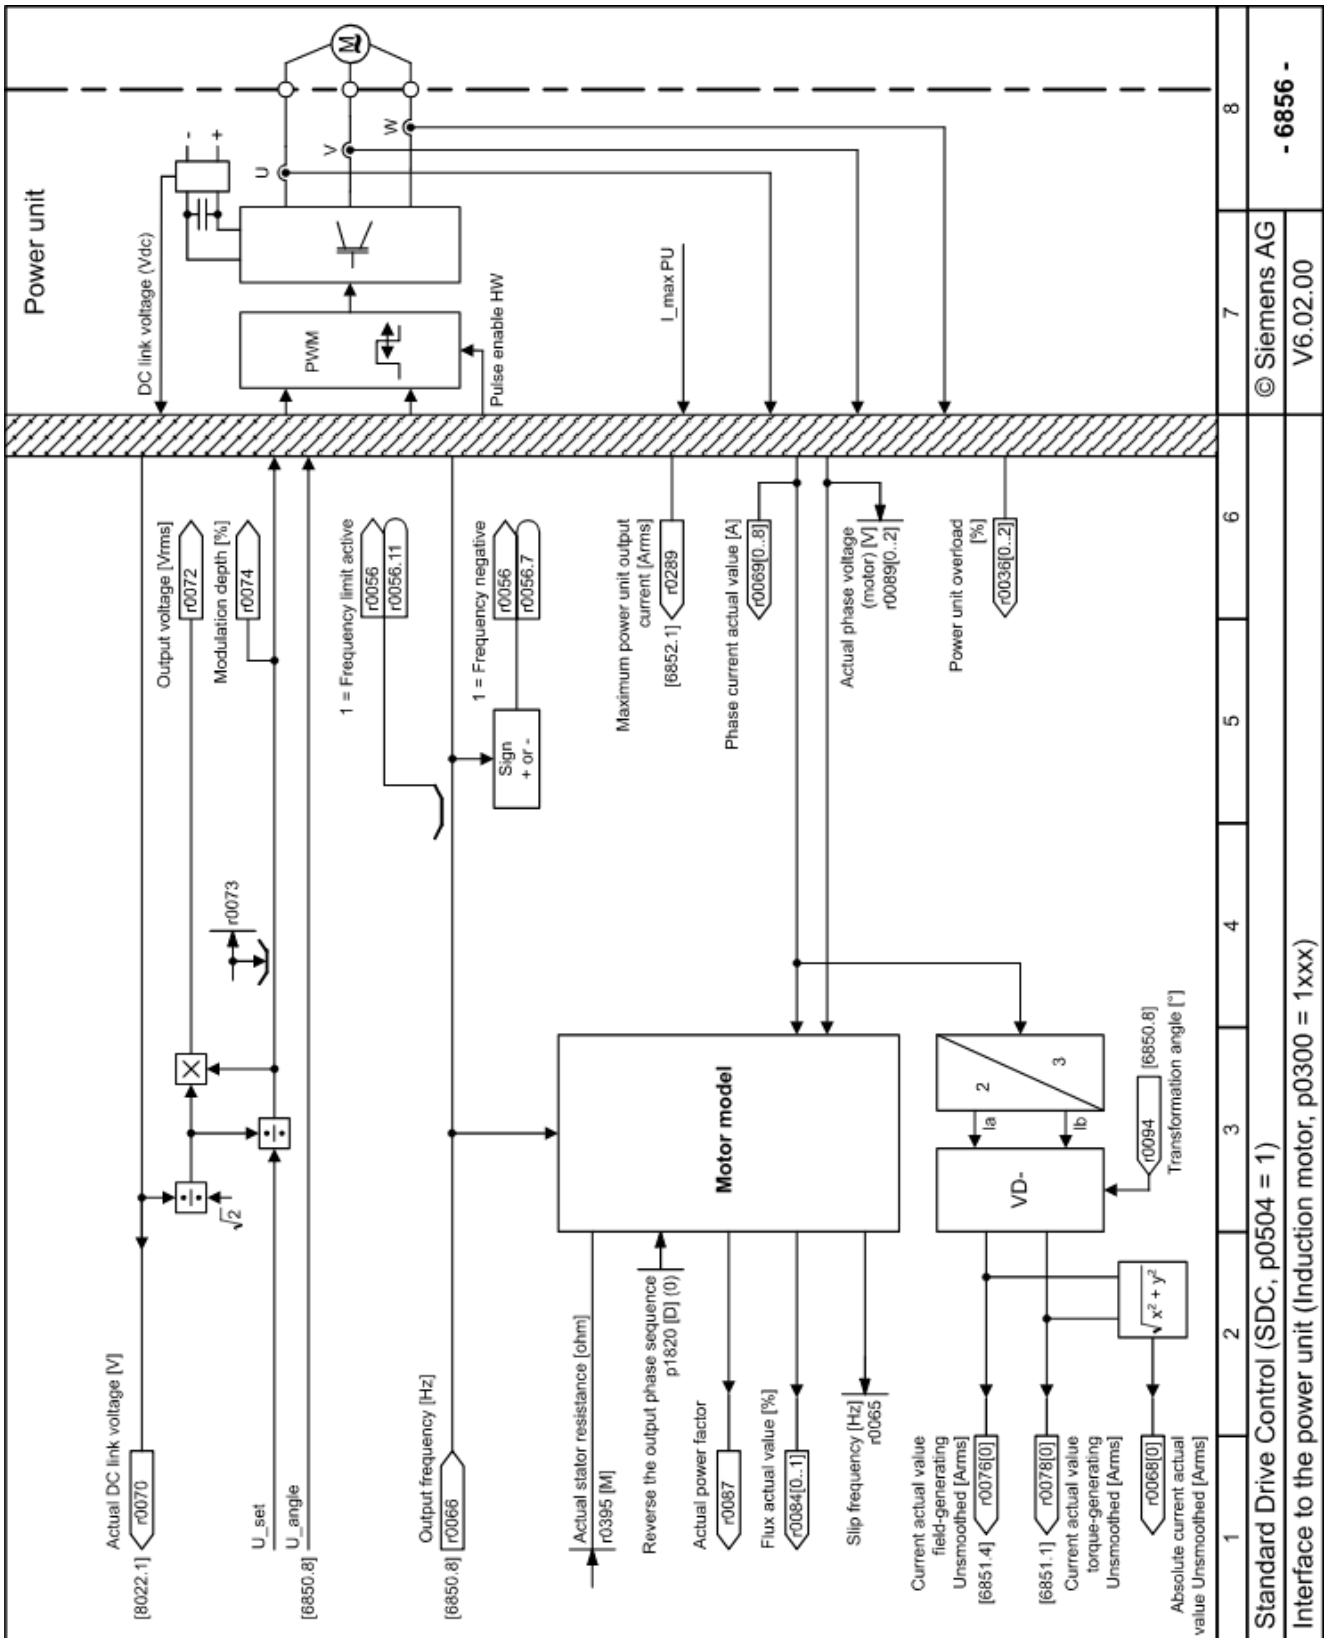 Power unit
Actual DC link voltage [V]
[8022.1]
r0070
√2
÷
÷
×
Output voltage [Vrms]
r0072
DC link voltage (Vdc)
-
+
U_set
U_angle
[6850.8]
r0073
Modulation depth [%]
r0074
PWM
U
V
W
M
~
1 = Frequency limit active
r0056
r0056.11
Pulse enable HW
Output frequency [Hz]
[6850.8]
r0066
Sign
+ or -
1 = Frequency negative
r0056
r0056.7
Actual stator resistance [ohm]
r0395 [M]
Reverse the output phase sequence
p1820 [D] (0)
Actual power factor
r0087
Flux actual value [%]
r0084[0..1]
Slip frequency [Hz]
r0065
Motor model
Maximum power unit output
current [Arms]
[6852.1]
r0289
I_max PU
Phase current actual value [A]
r0069[0..8]
Actual phase voltage
(motor) [V]
r0089[0..2]
Power unit overload
[%]
r0036[0..2]
Current actual value
field-generating
Unsmoothed [Arms]
[6851.4]
r0076[0]
[6851.1]
r0078[0]
Current actual value
torque-generating
Unsmoothed [Arms]
r0068[0]
Absolute current actual
value Unsmoothed [Arms]
√x² + y²
VD-
Ia
Ib
2
3
r0094
[6850.8]
Transformation angle [°]
1
2
3
4
5
6
7
8
Standard Drive Control (SDC, p0504 = 1)
© Siemens AG
- 6856 -
Interface to the power unit (Induction motor, p0300 = 1xxx)
V6.02.00